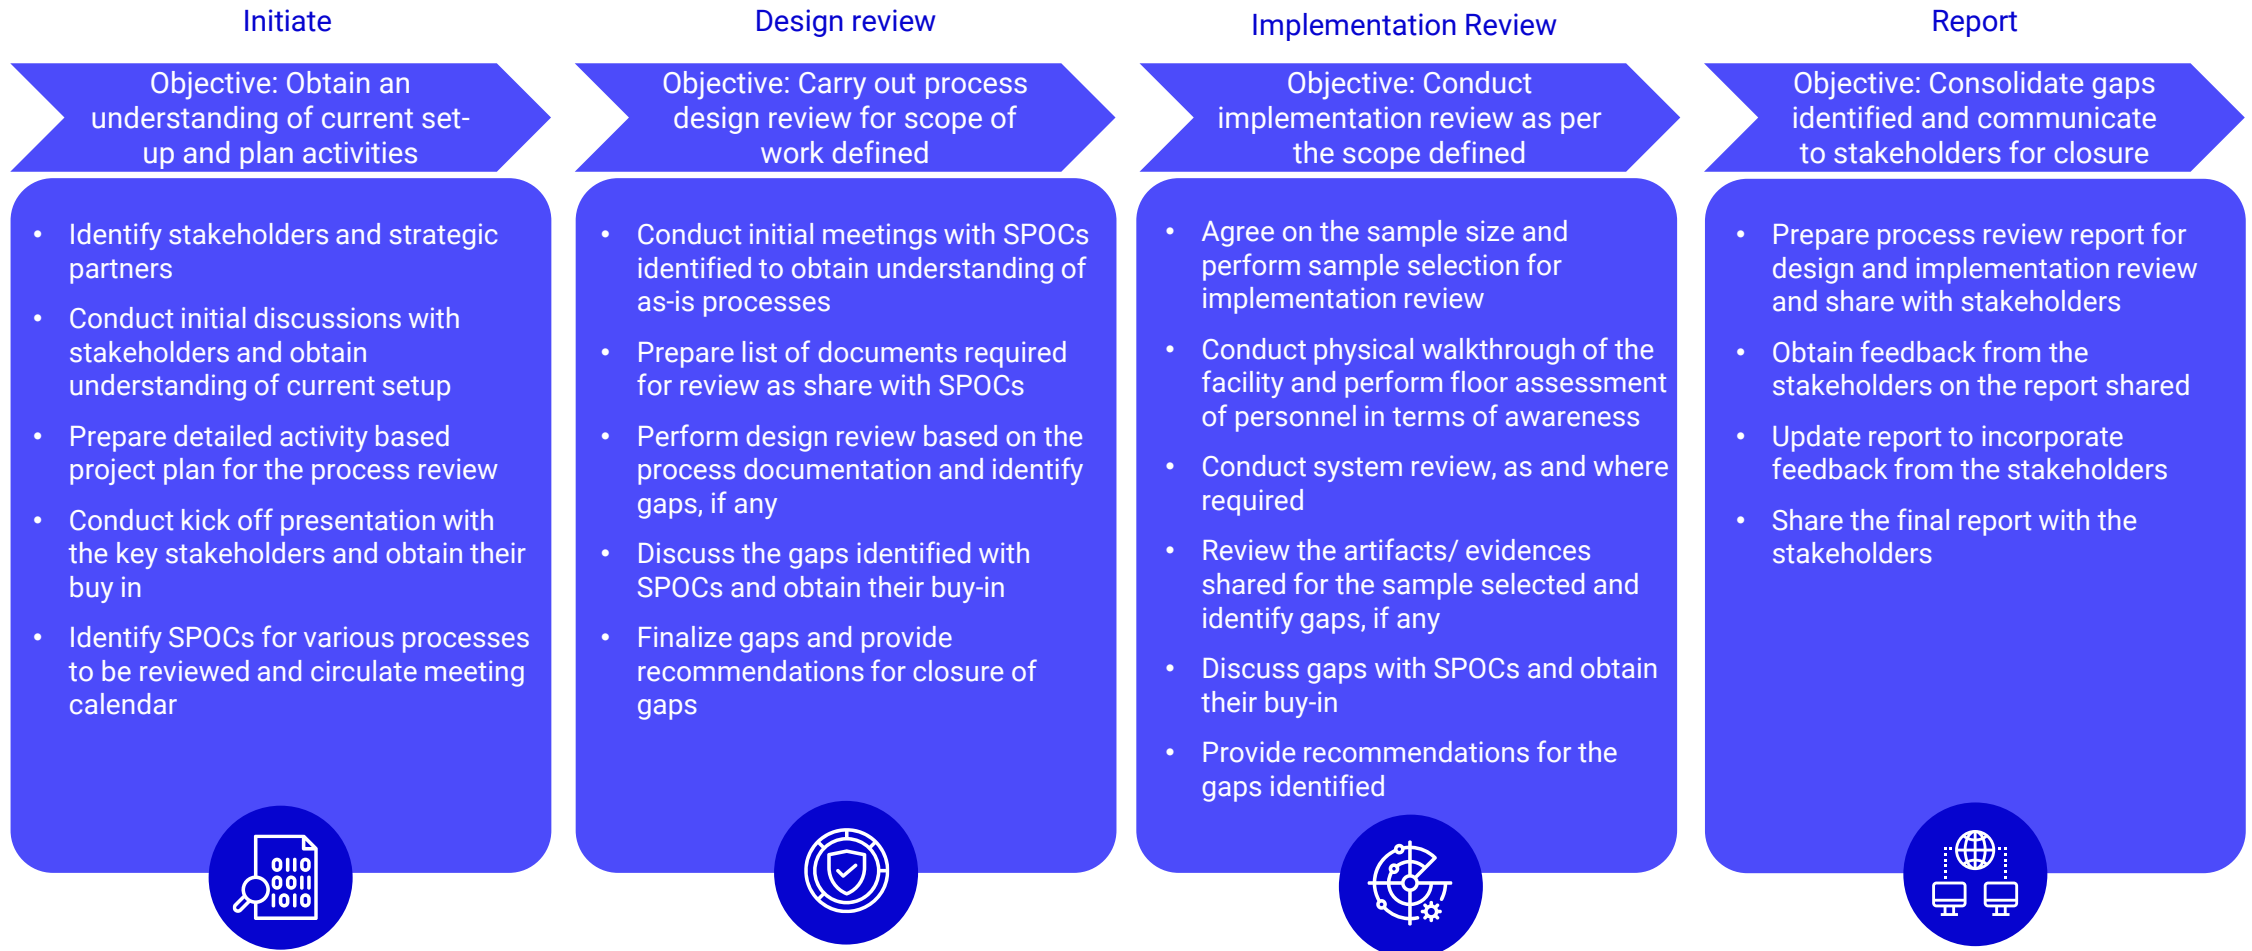 Initiate
Objective: Obtain an
understanding of current set-
up and plan activities
• Identify stakeholders and strategic
partners
• Conduct initial discussions with
stakeholders and obtain
understanding of current setup
• Prepare detailed activity based
project plan for the process review
• Conduct kick off presentation with
the key stakeholders and obtain their
buy in
• Identify SPOCs for various processes
to be reviewed and circulate meeting
calendar
0110
0011
1010
Design review
Objective: Carry out process
design review for scope of
work defined
• Conduct initial meetings with SPOCs
identified to obtain understanding of
as-is processes
• Prepare list of documents required
for review as share with SPOCs
• Perform design review based on the
process documentation and identify
gaps, if any
• Discuss the gaps identified with
SPOCs and obtain their buy-in
• Finalize gaps and provide
recommendations for closure of
gaps
Implementation Review
Objective: Conduct
implementation review as per
the scope defined
• Agree on the sample size and
perform sample selection for
implementation review
• Conduct physical walkthrough of the
facility and perform floor assessment
of personnel in terms of awareness
• Conduct system review, as and where
required
• Review the artifacts/ evidences
shared for the sample selected and
identify gaps, if any
• Discuss gaps with SPOCs and obtain
their buy-in
• Provide recommendations for the
gaps identified
Report
Objective: Consolidate gaps
identified and communicate
to stakeholders for closure
• Prepare process review report for
design and implementation review
and share with stakeholders
• Obtain feedback from the
stakeholders on the report shared
• Update report to incorporate
feedback from the stakeholders
• Share the final report with the
stakeholders